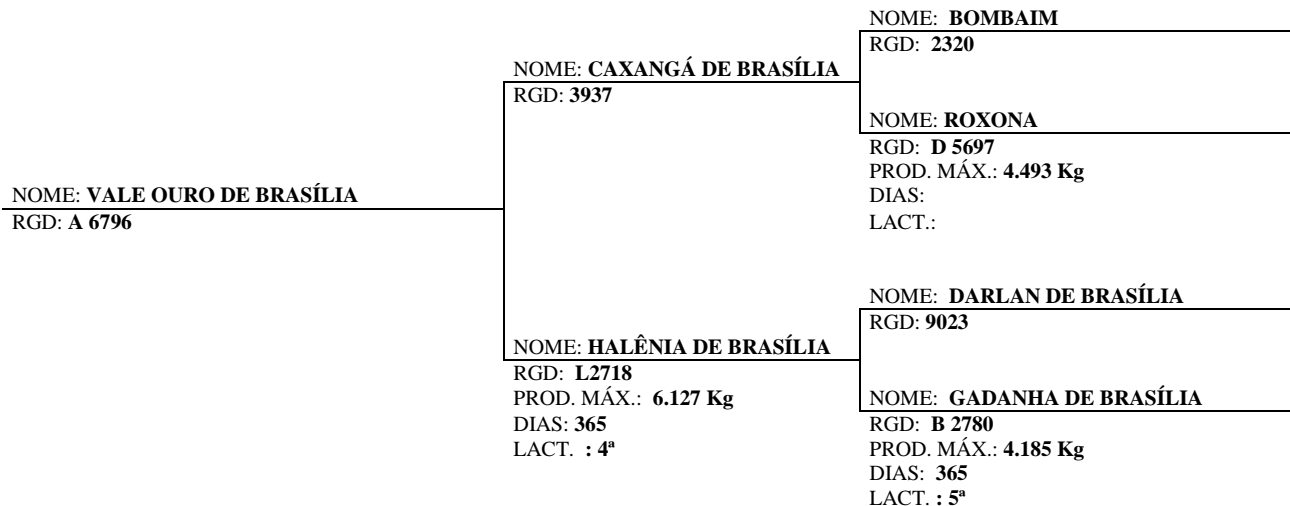 NOME: BOMBAIM
RGD: 2320
NOME: CAXANGÁ DE BRASÍLIA
RGD: 3937
NOME: ROXONA
RGD: D 5697
PROD. MÁX.: 4.493 Kg
DIAS:
LACT.:
NOME: VALE OURO DE BRASÍLIA
RGD: A 6796
NOME: DARLAN DE BRASÍLIA
RGD: 9023
NOME: HALÊNIA DE BRASÍLIA
RGD: L2718
PROD. MÁX.: 6.127 Kg
DIAS: 365
LACT. : 4ª
NOME: GADANHA DE BRASÍLIA
RGD: B 2780
PROD. MÁX.: 4.185 Kg
DIAS: 365
LACT. : 5ª